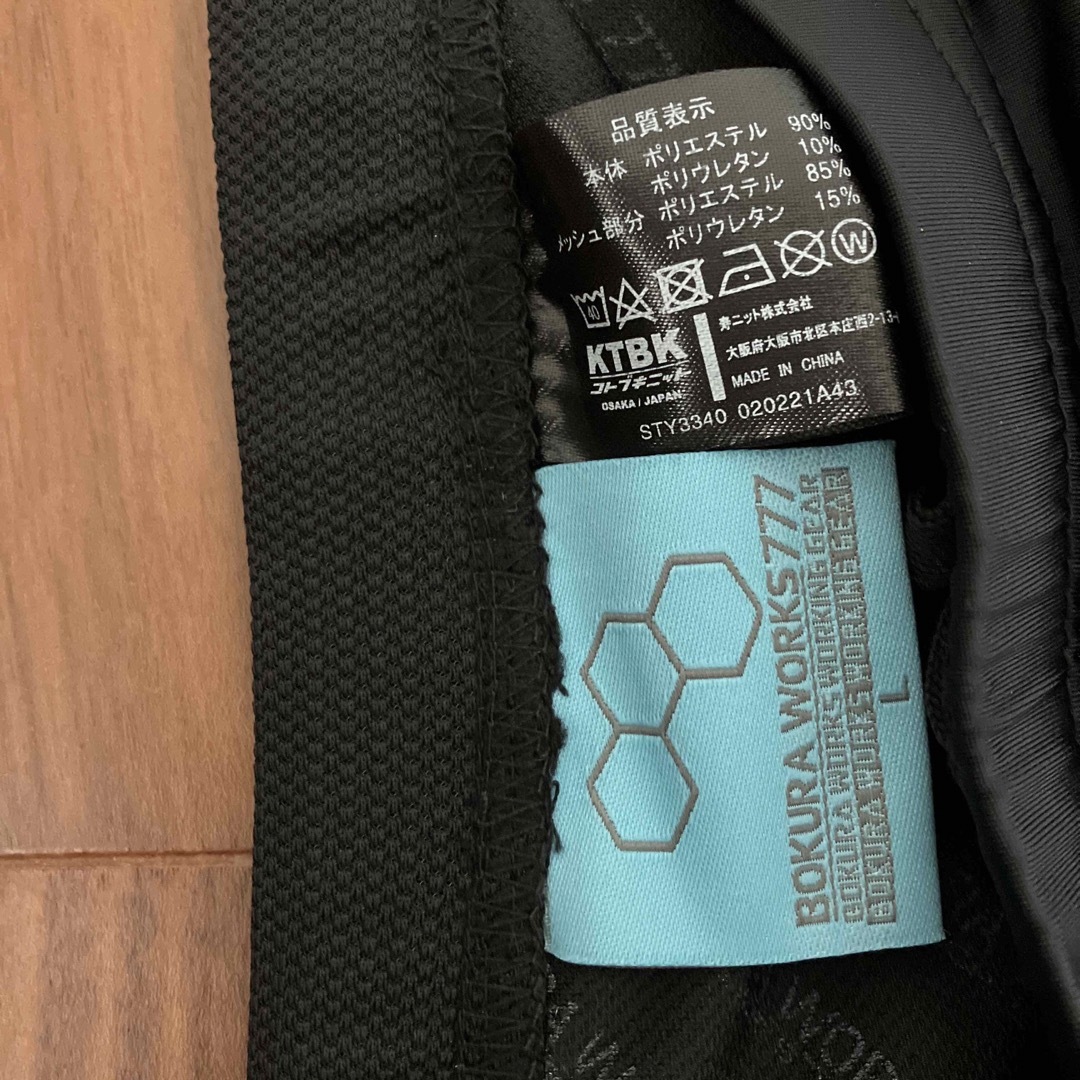 品質表示
本体 ポリエステル 90%
ポリウレタン 10%
メッシュ部分 ポリエステル 85%
ポリウレタン 15%
40
W
KTBK
コトブキニット
OSAKA / JAPAN
寿ニット株式会社
大阪府大阪市北区本庄西2-13-
MADE IN CHINA
STY3340 020221A43
BOKURA WORKS777
BOKURA WORKS WORKING GEAR
BOKURA WORKS WORKING GEAR
L